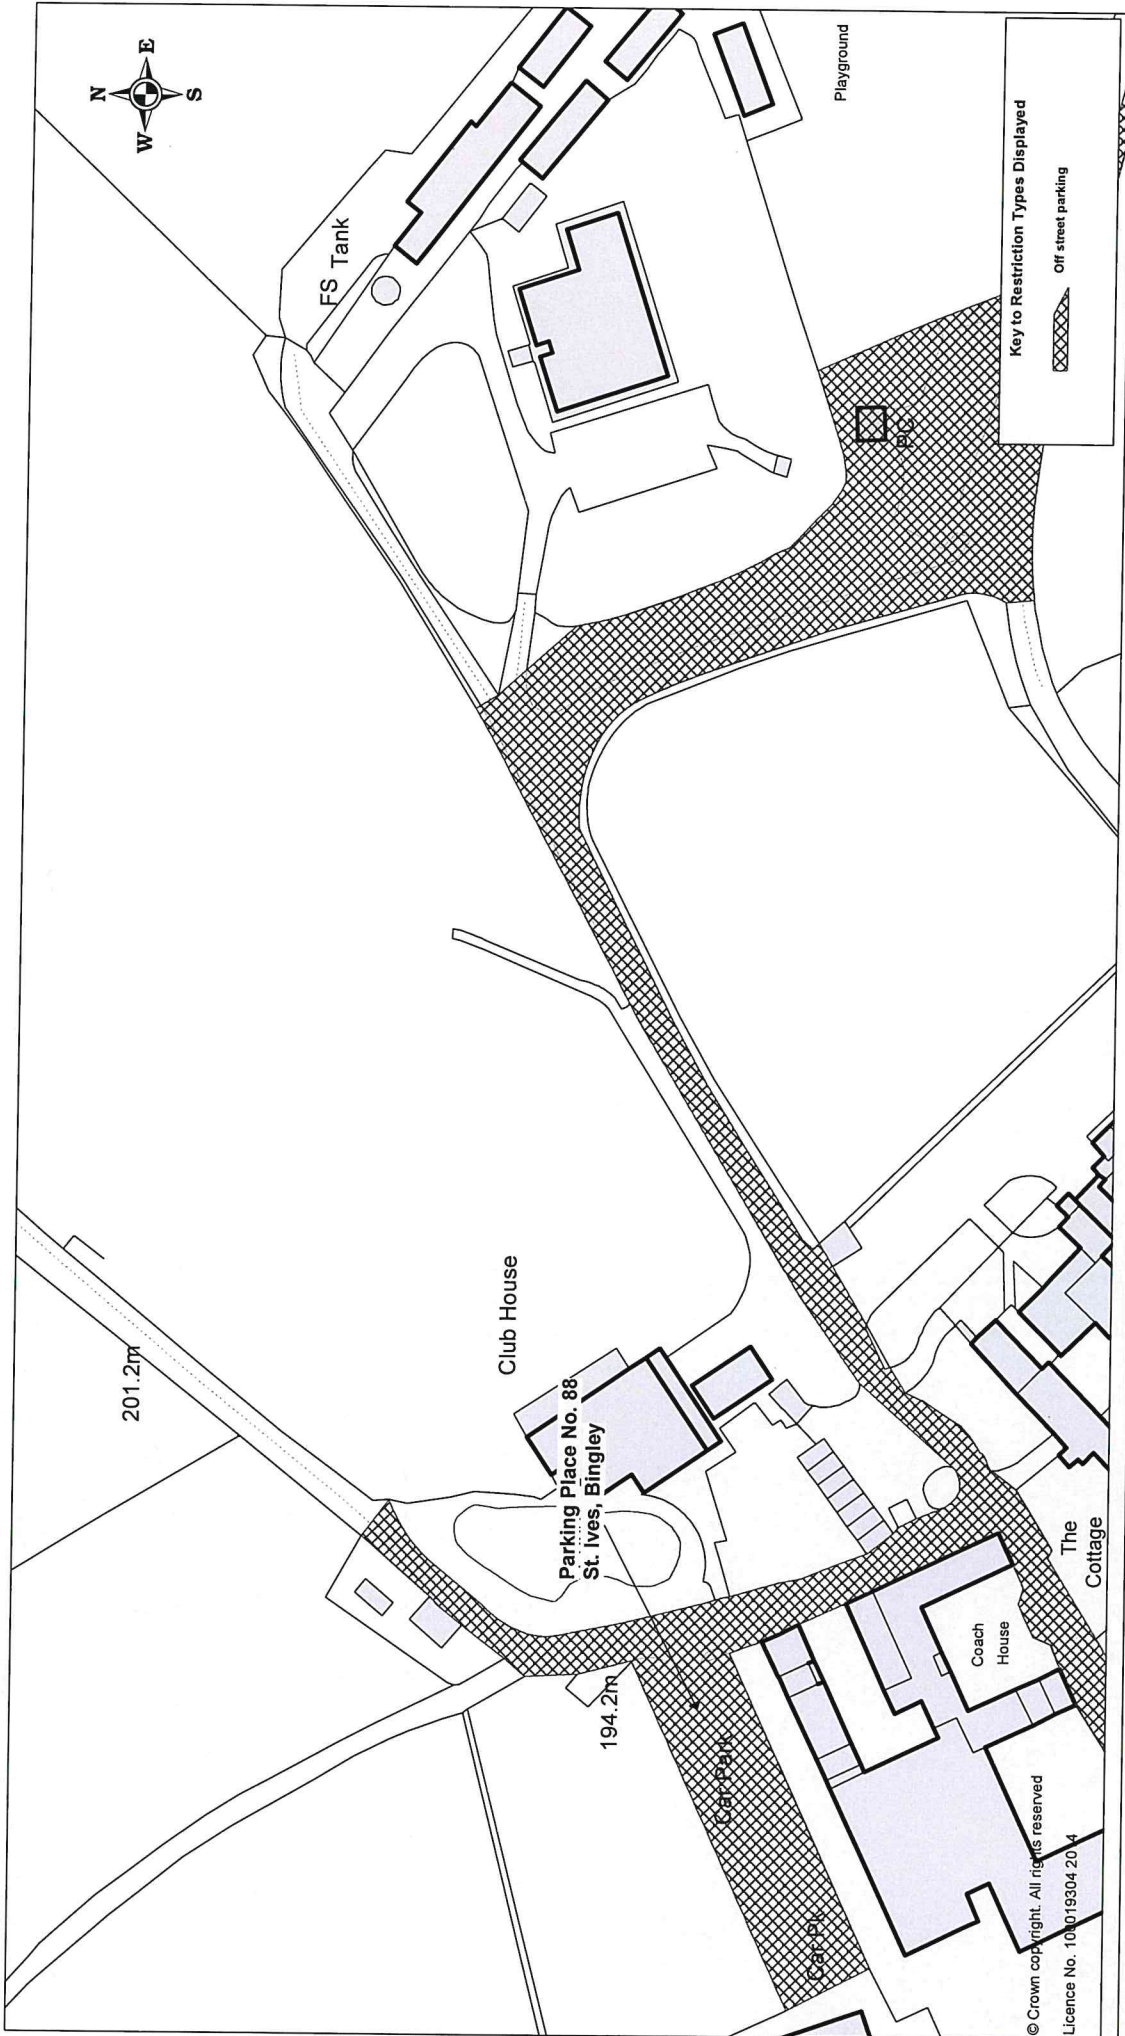 N
W
E
S
201.2m
FS Tank
Club House
Parking Place No. 88
St. Ives, Bingley
194.2m
Car Park
Car Pk
PC
Playground
Coach
House
The
Cottage
Key to Restriction Types Displayed
Off street parking
© Crown copyright. All rights reserved
Licence No. 100019304 2014